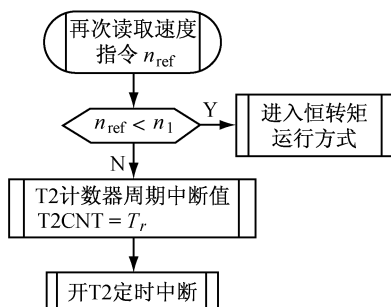 再次读取速度
指令 n_ref
n_ref < n_1
Y
进入恒转矩
运行方式
N
T2计数器周期中断值
T2CNT = T_r
开T2定时中断